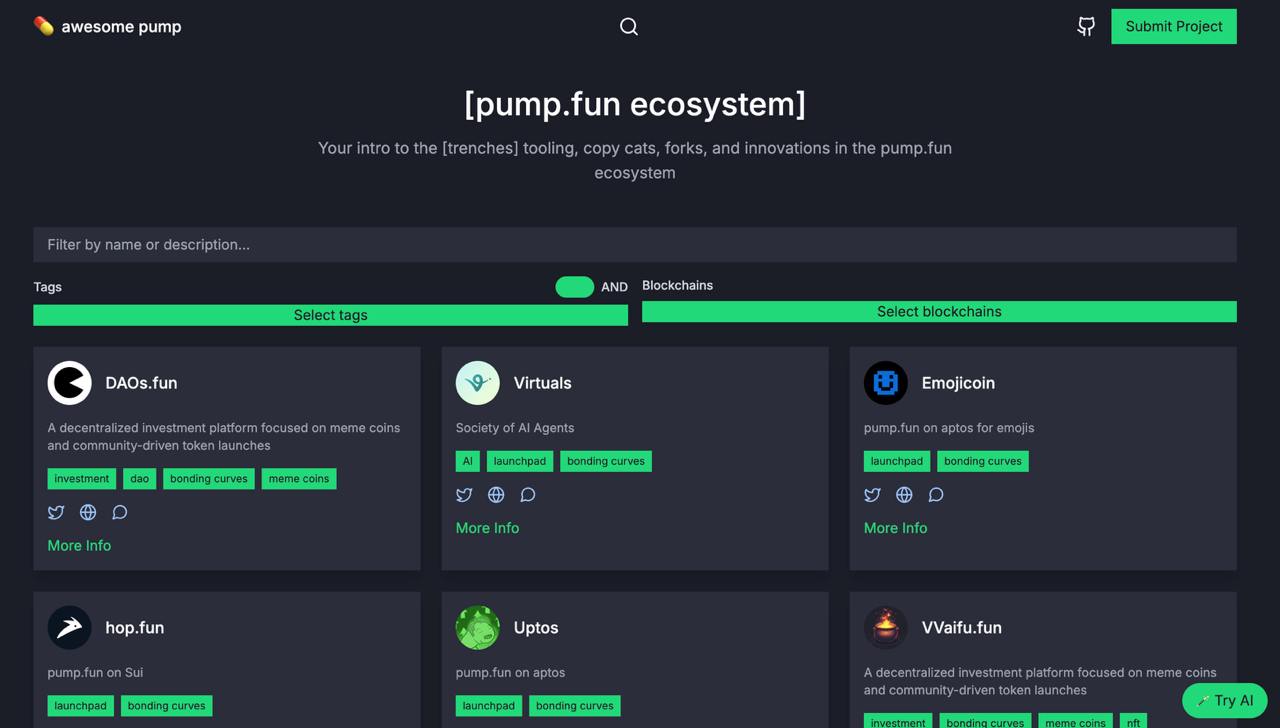 awesome pump
Submit Project
[pump.fun ecosystem]
Your intro to the [trenches] tooling, copy cats, forks, and innovations in the pump.fun
ecosystem
Filter by name or description...
Tags
AND
Blockchains
Select tags
Select blockchains
DAOs.fun
A decentralized investment platform focused on meme coins
and community-driven token launches
investment dao bonding curves meme coins
More Info
Virtuals
Society of AI Agents
AI launchpad bonding curves
More Info
Emojicoin
pump.fun on aptos for emojis
launchpad bonding curves
More Info
hop.fun
pump.fun on Sui
launchpad bonding curves
Uptos
pump.fun on aptos
launchpad bonding curves
VVaifu.fun
A decentralized investment platform focused on meme coins
and community-driven token launches
investment bonding curves meme coins nft
Try AI